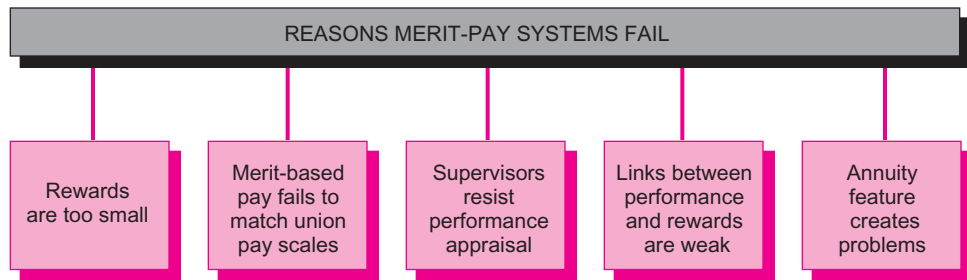 REASONS MERIT-PAY SYSTEMS FAIL
Rewards
are too small
Merit-based
pay fails to
match union
pay scales
Supervisors
resist
performance
appraisal
Links between
performance
and rewards
are weak
Annuity
feature
creates
problems